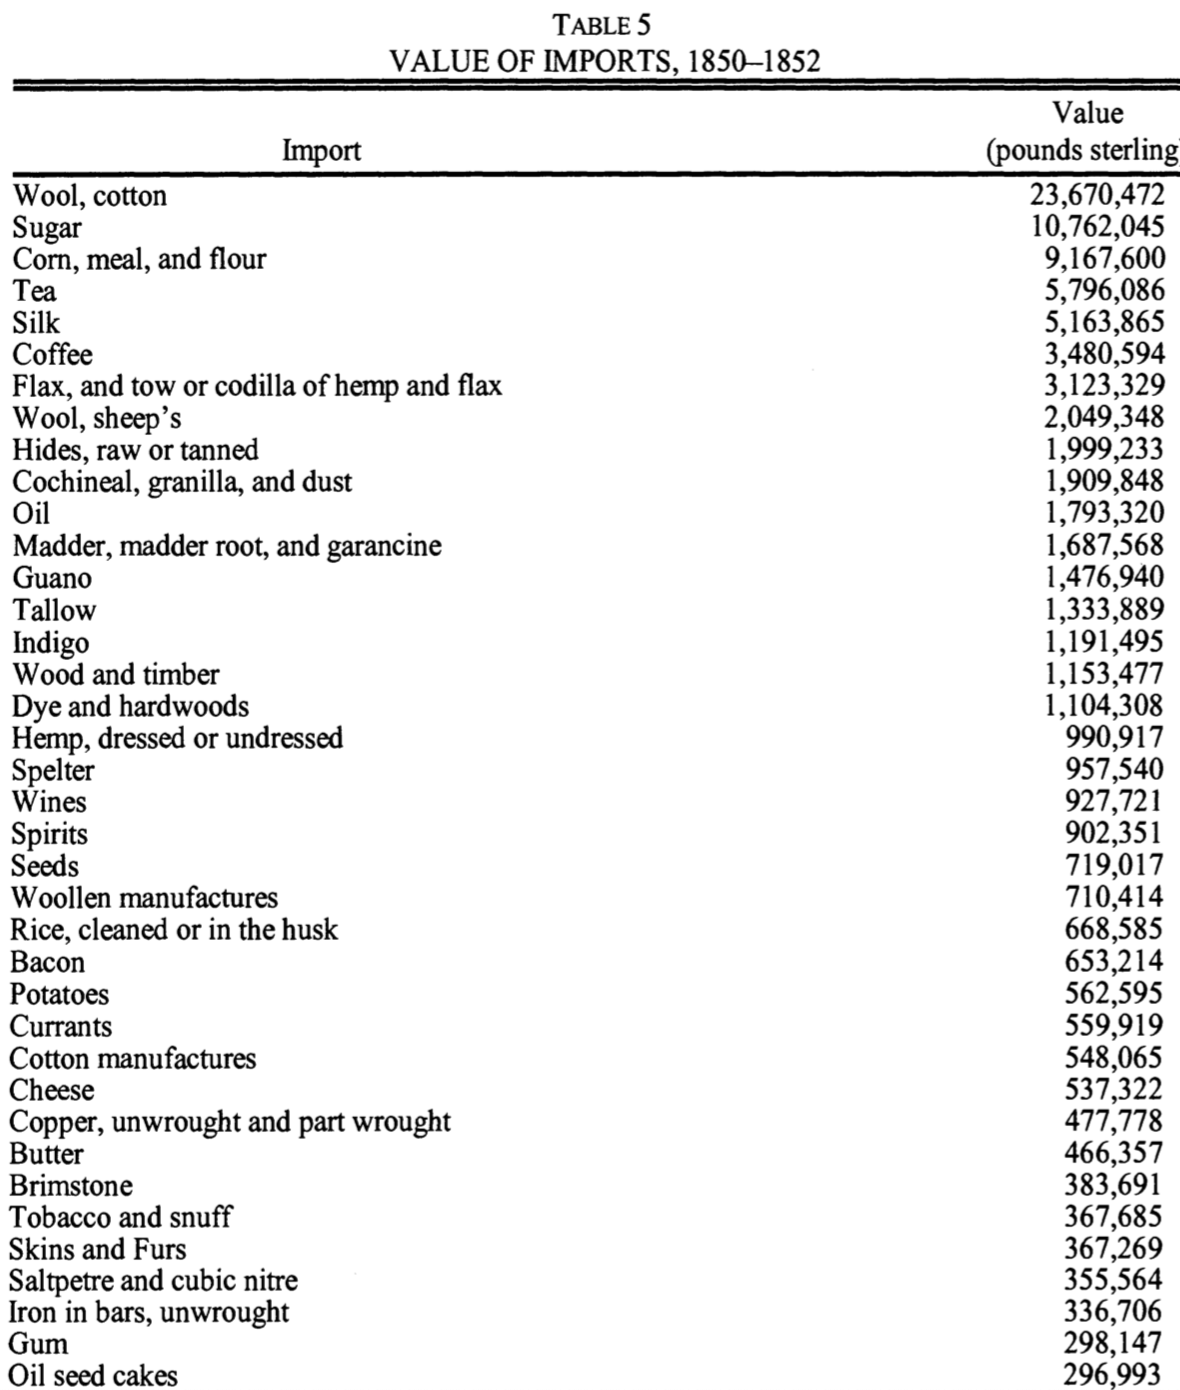 TABLE 5
VALUE OF IMPORTS, 1850–1852
Value
Import (pounds sterling)
Wool, cotton 23,670,472
Sugar 10,762,045
Corn, meal, and flour 9,167,600
Tea 5,796,086
Silk 5,163,865
Coffee 3,480,594
Flax, and tow or codilla of hemp and flax 3,123,329
Wool, sheep's 2,049,348
Hides, raw or tanned 1,999,233
Cochineal, granilla, and dust 1,909,848
Oil 1,793,320
Madder, madder root, and garancine 1,687,568
Guano 1,476,940
Tallow 1,333,889
Indigo 1,191,495
Wood and timber 1,153,477
Dye and hardwoods 1,104,308
Hemp, dressed or undressed 990,917
Spelter 957,540
Wines 927,721
Spirits 902,351
Seeds 719,017
Woollen manufactures 710,414
Rice, cleaned or in the husk 668,585
Bacon 653,214
Potatoes 562,595
Currants 559,919
Cotton manufactures 548,065
Cheese 537,322
Copper, unwrought and part wrought 477,778
Butter 466,357
Brimstone 383,691
Tobacco and snuff 367,685
Skins and Furs 367,269
Saltpetre and cubic nitre 355,564
Iron in bars, unwrought 336,706
Gum 298,147
Oil seed cakes 296,993